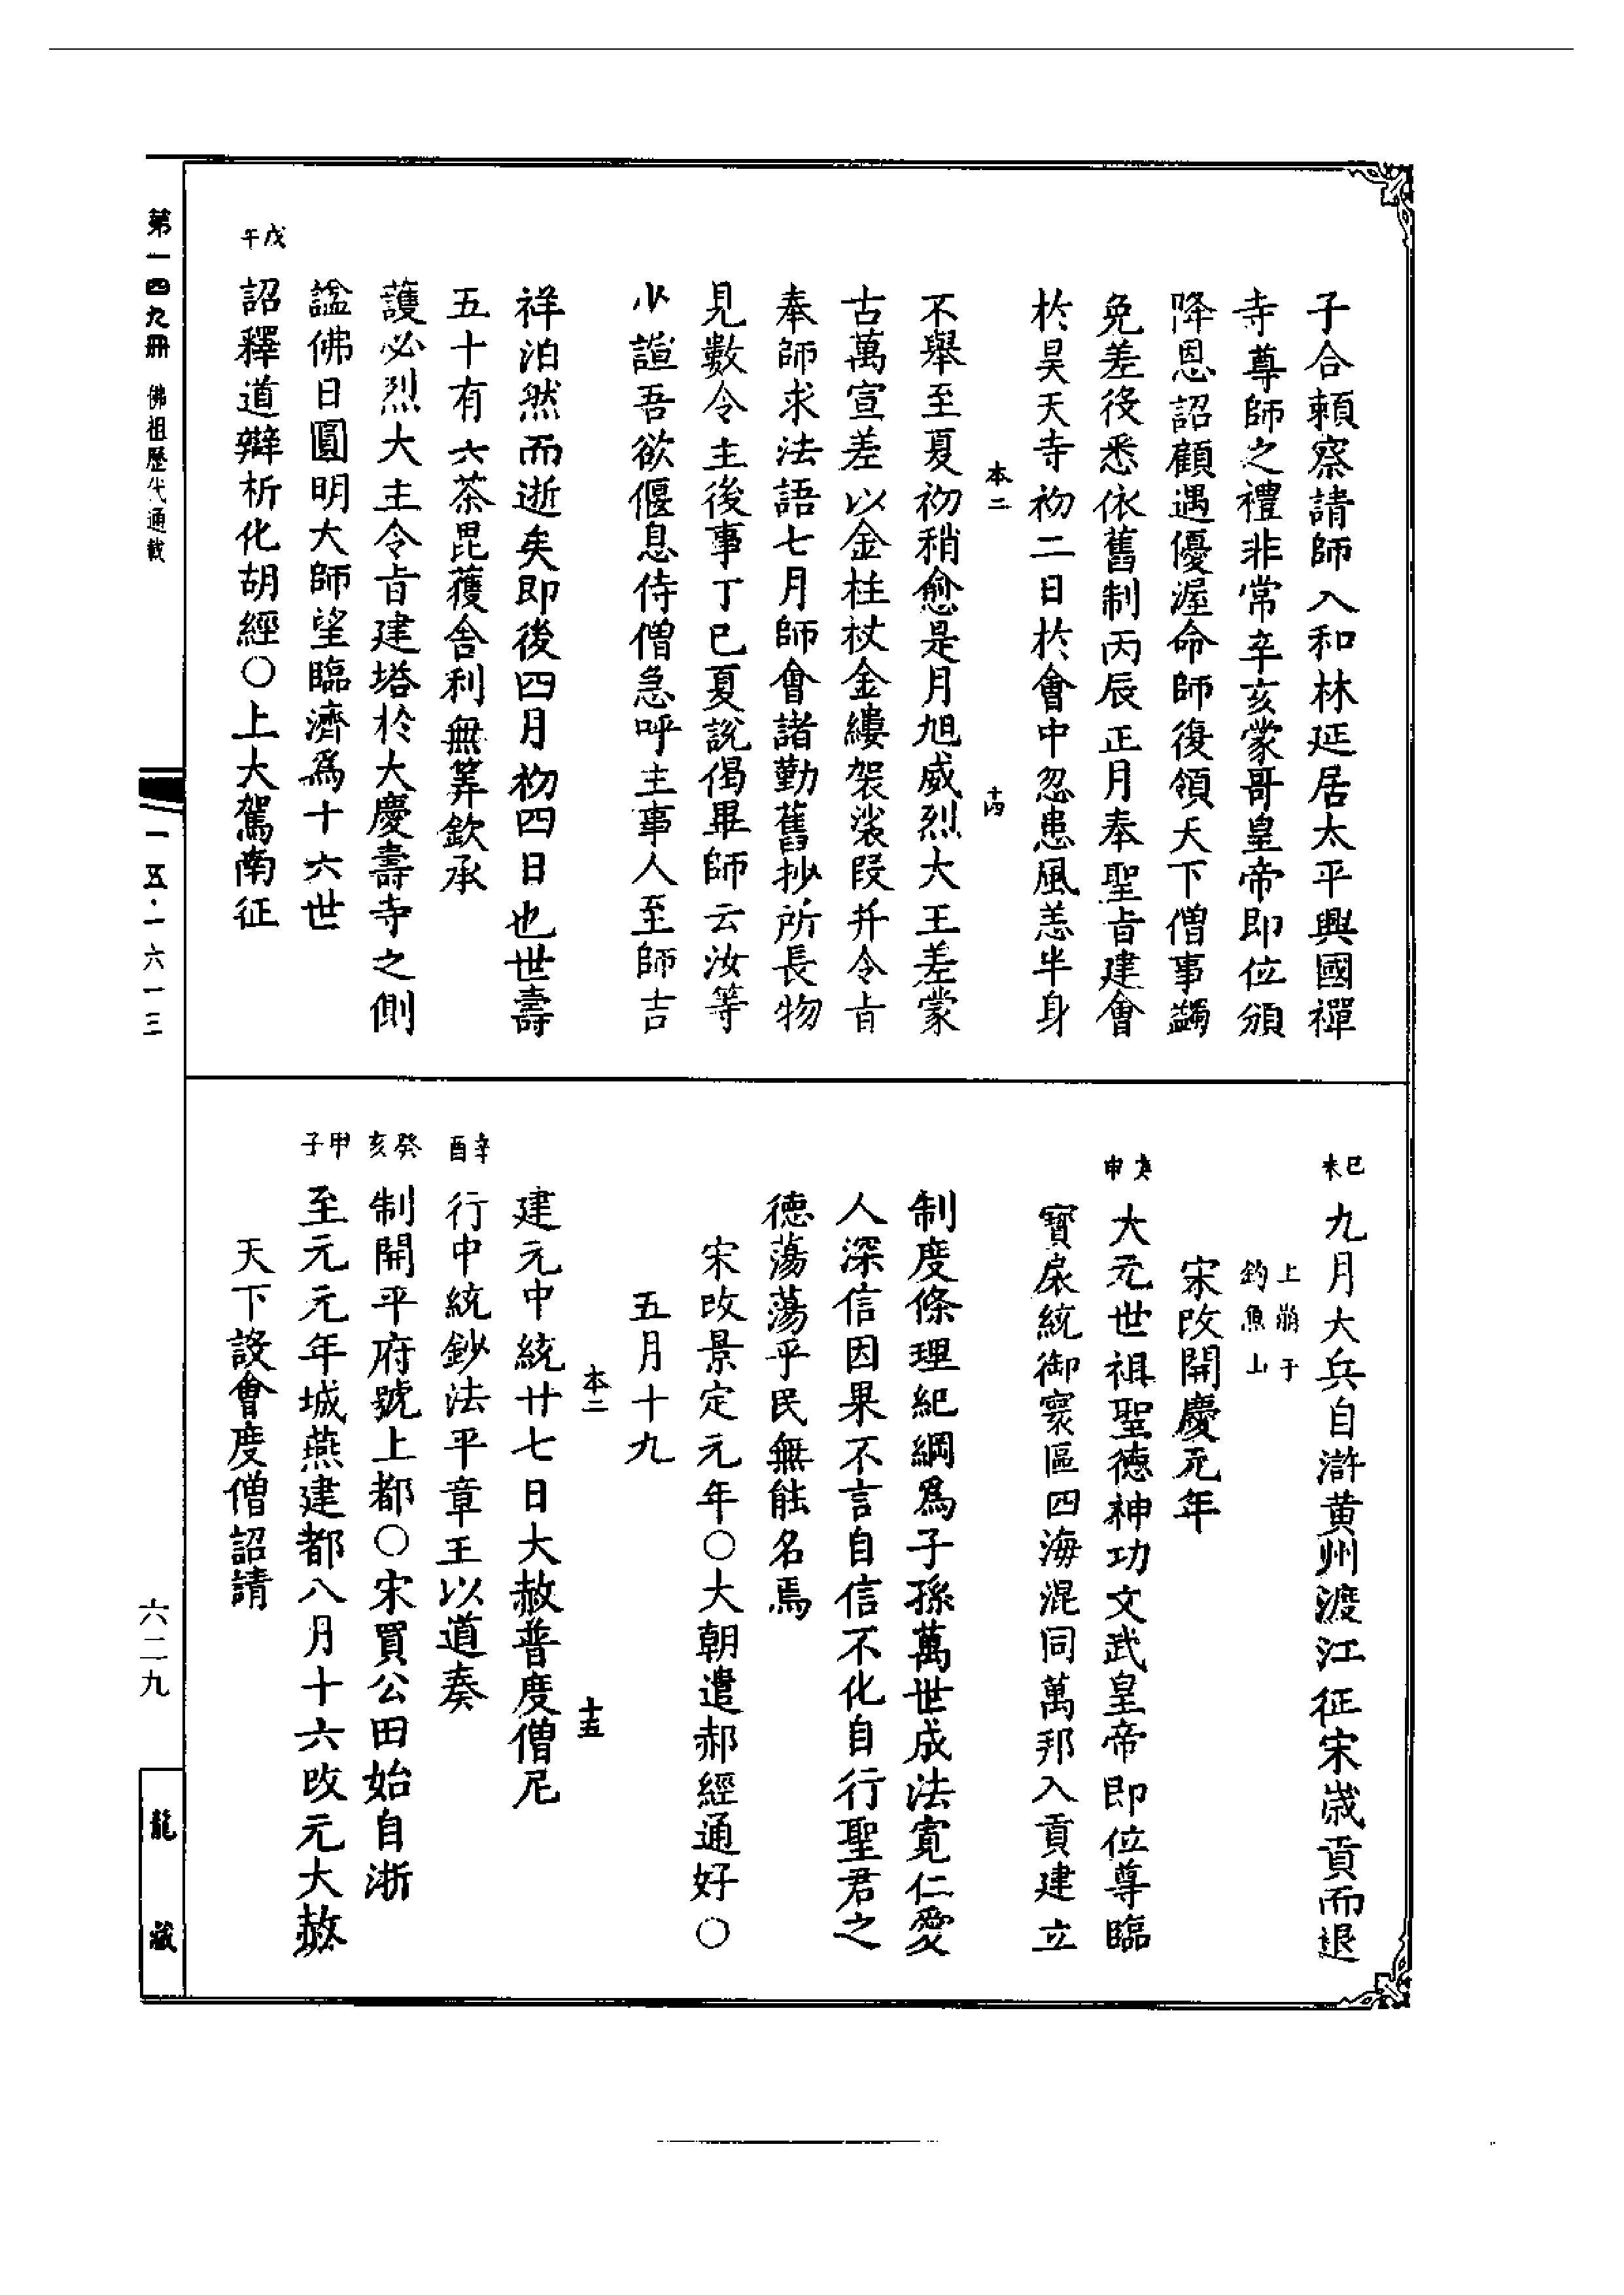 子合頼察請師入和林延居太平興國禪
寺尊師之禮非常辛亥蒙哥皇帝即位頒
降恩詔顧遇優渥命師復領天下僧事蠲
免差役悉依舊制丙辰正月奉聖旨建會
於昊天寺初二日於會中忽患風恙半身
本二 十四
不舉至夏初稍愈是月旭威烈大王差蒙
古萬宣差以金柱杖金縷袈裟段并令旨
奉師求法語七月師會諸勤舊抄所長物
見數令主後事丁巳夏說偈畢師云汝等
少諠吾欲偃息侍僧急呼主事人至師吉
祥泊然而逝矣即後四月初四日也世壽
五十有六茶毘獲舍利無筭欽承
護必烈大主令旨建塔於大慶壽寺之側
諡佛日圓明大師望臨濟爲十六世
戊午 詔釋道辯析化胡經○上大駕南征
己未 九月大兵自滸黄州渡江征宋歲貢而退
上崩于
釣魚山
宋改開慶元年
庚申 大元世祖聖德神功文武皇帝即位尊臨
寶扆統御寰區四海混同萬邦入貢建立
制度條理紀綱爲子孫萬世成法寛仁愛
人深信因果不言自信不化自行聖君之
德蕩蕩乎民無能名焉
宋改景定元年○大朝遣郝經通好○
五月十九
本二 十五
建元中統廿七日大赦普度僧尼
辛酉 行中統鈔法平章王以道奏
癸亥 制開平府號上都○宋買公田始自浙
甲子 至元元年城燕建都八月十六改元大赦
天下設會度僧詔請
第一四九冊 佛祖歷代通載
一一五·一六一三
六二九
龍藏